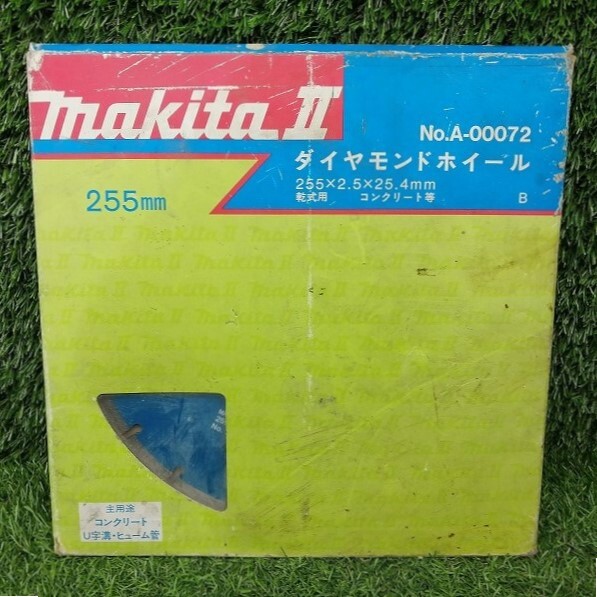 makita II
No.A-00072
ダイヤモンドホイール
255×2.5×25.4mm
乾式用 コンクリート等 B
255mm
主用途
コンクリート
U字溝・ヒューム管